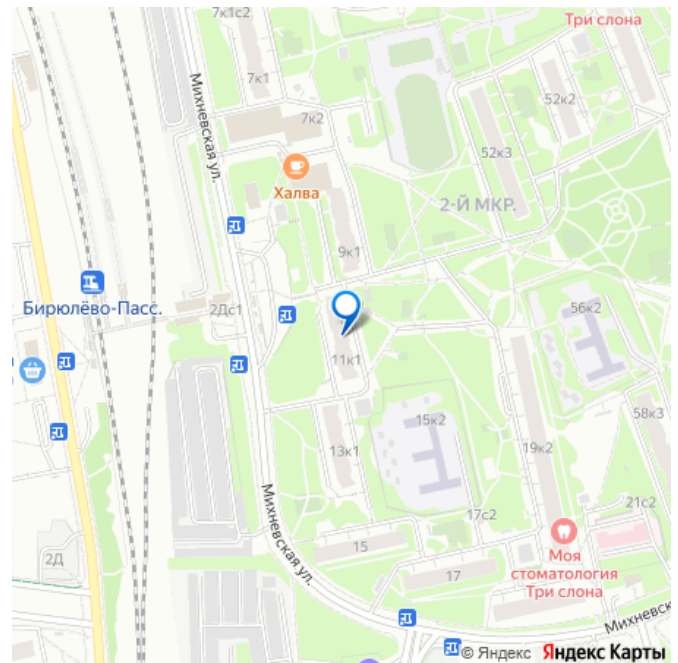 7к1с2
Три слона
7к1
Михневская ул.
7к2
52к2
52к3
Халва
2-Й МКР.
9к1
Бирюлёво-Пасс.
2Дс1
56к2
11к1
15к2
58к3
13к1
19к2
21с2
17с2
Михневская ул.
15
2Д
17
Моя
стоматология
Три слона
Михневск
© Яндекс Яндекс Карты